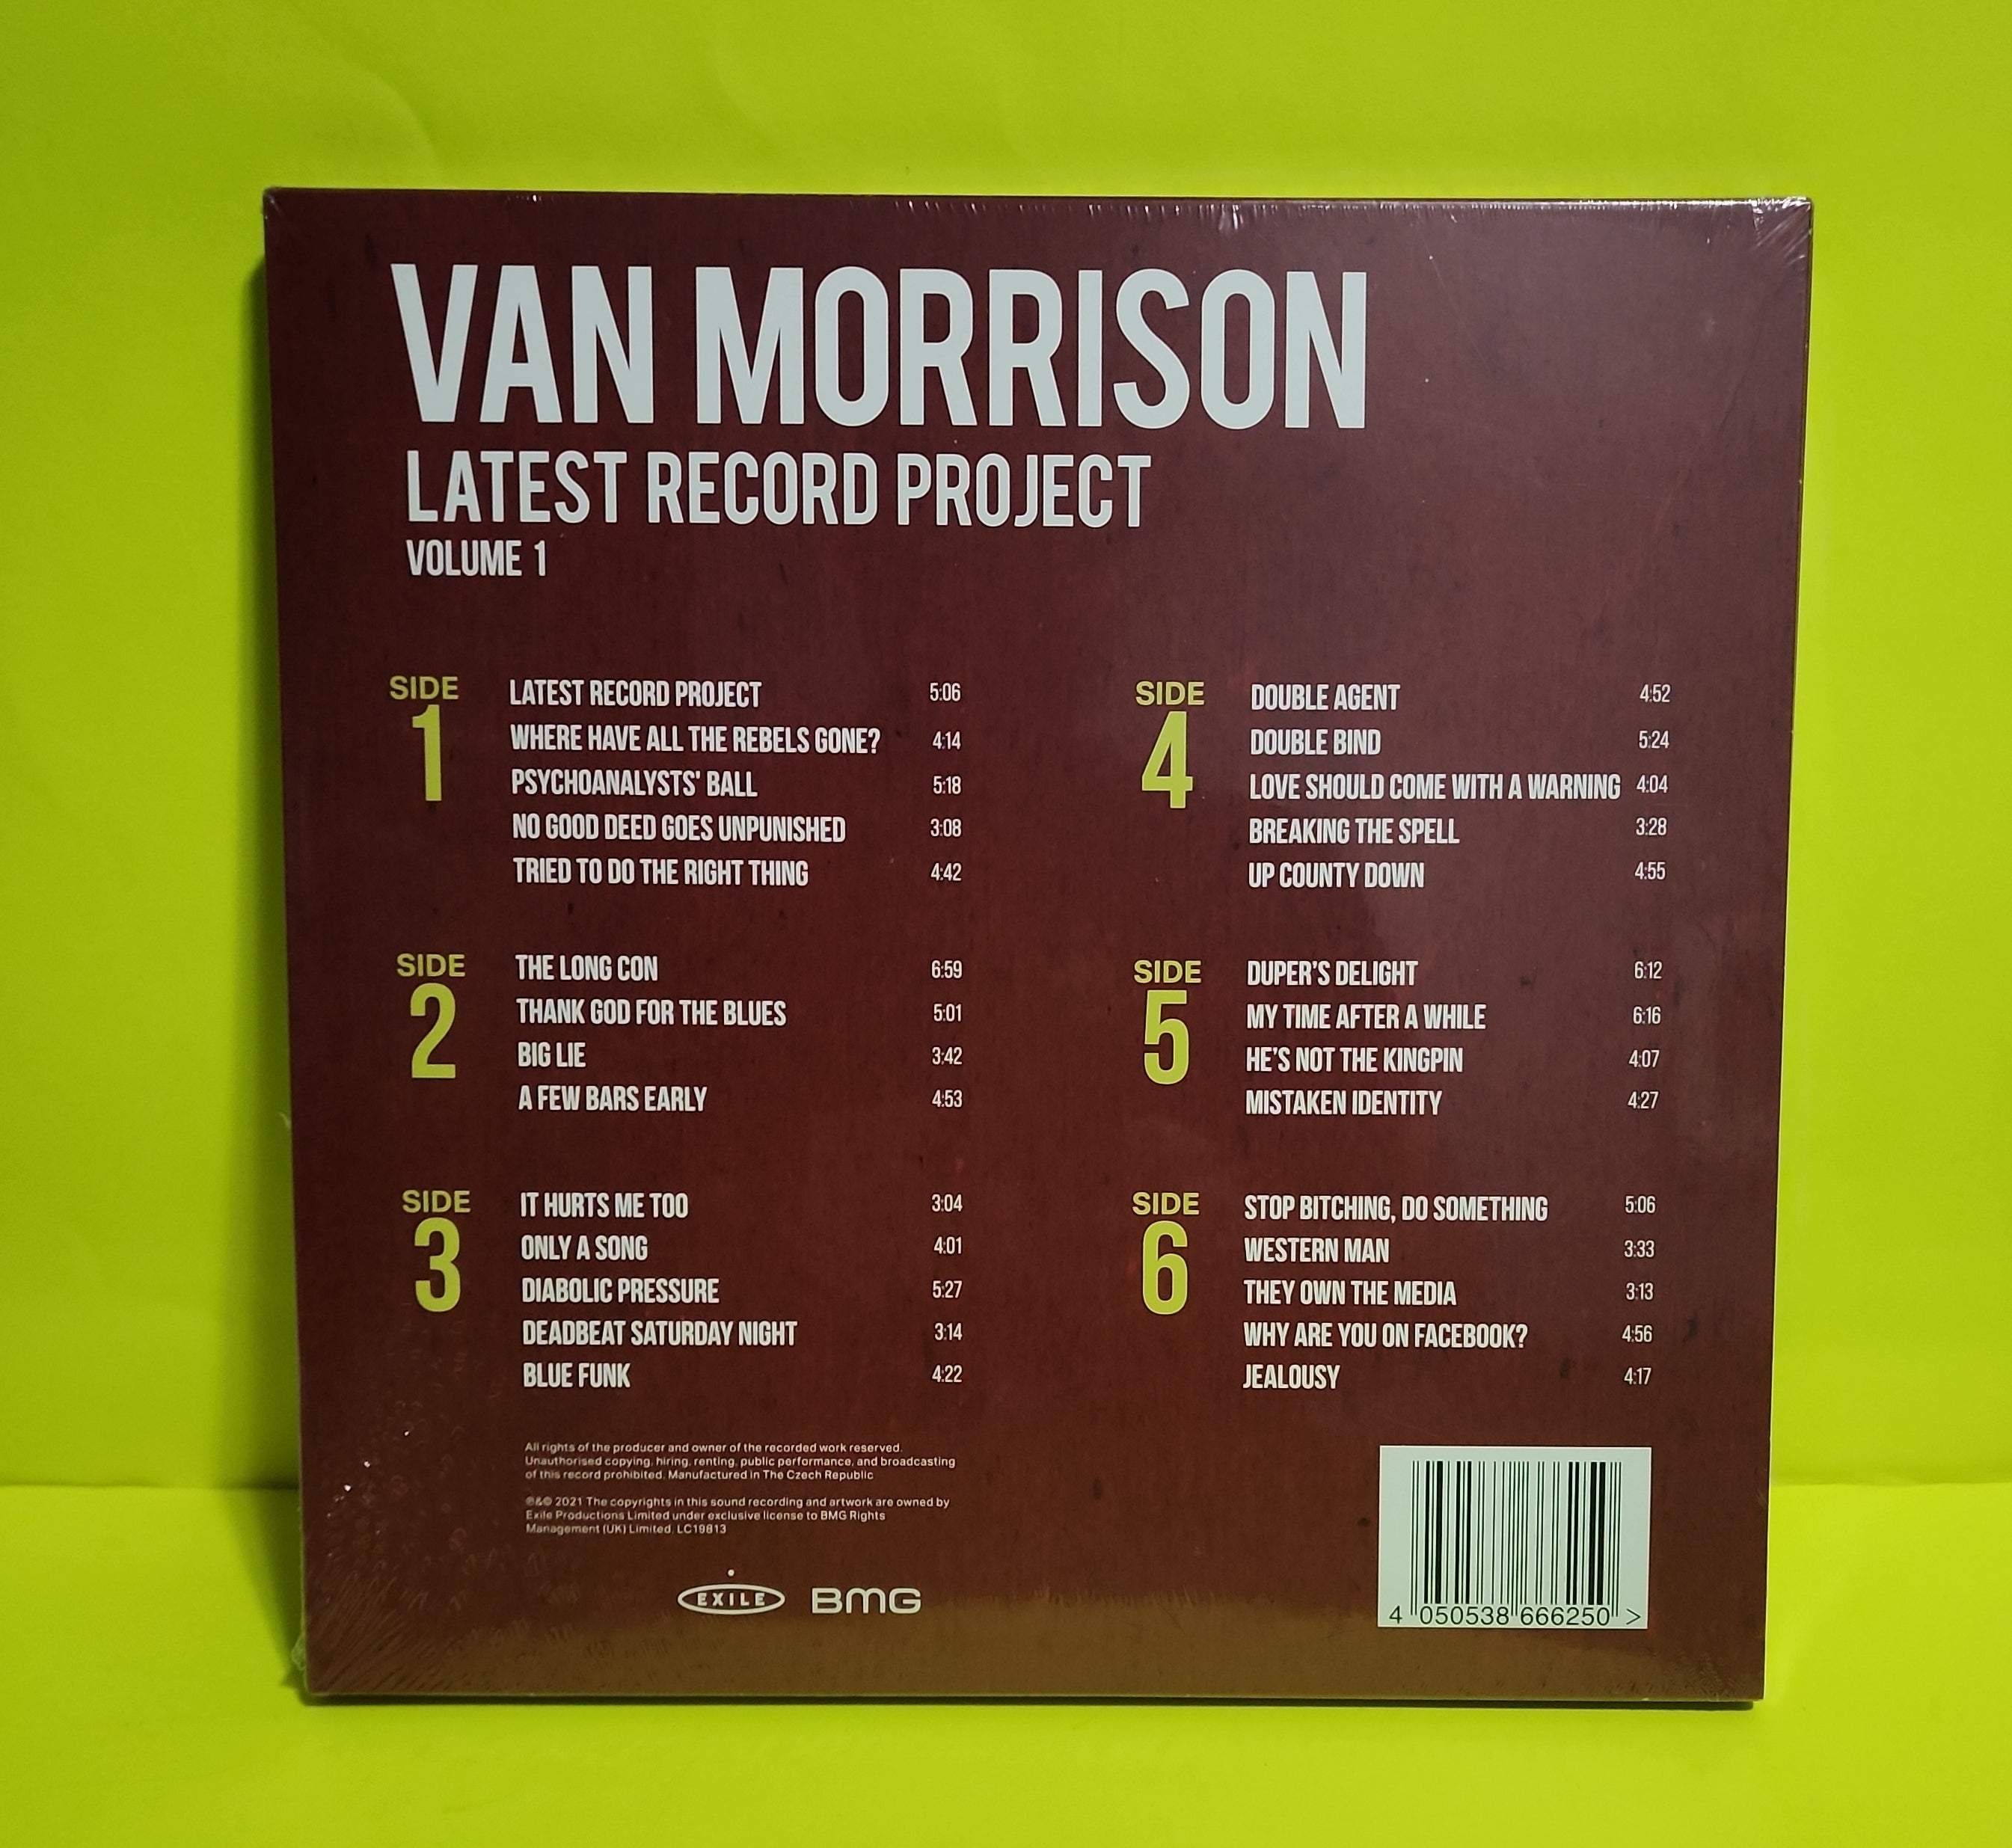 VAN MORRISON
LATEST RECORD PROJECT
VOLUME 1
SIDE
1
LATEST RECORD PROJECT 5:06
WHERE HAVE ALL THE REBELS GONE? 4:14
PSYCHOANALYSTS' BALL 5:18
NO GOOD DEED GOES UNPUNISHED 3:08
TRIED TO DO THE RIGHT THING 4:42
SIDE
2
THE LONG CON 6:59
THANK GOD FOR THE BLUES 5:01
BIG LIE 3:42
A FEW BARS EARLY 4:53
SIDE
3
IT HURTS ME TOO 3:04
ONLY A SONG 4:01
DIABOLIC PRESSURE 5:27
DEADBEAT SATURDAY NIGHT 3:14
BLUE FUNK 4:22
SIDE
4
DOUBLE AGENT 4:52
DOUBLE BIND 5:24
LOVE SHOULD COME WITH A WARNING 4:04
BREAKING THE SPELL 3:28
UP COUNTY DOWN 4:55
SIDE
5
DUPER'S DELIGHT 6:12
MY TIME AFTER A WHILE 6:16
HE'S NOT THE KINGPIN 4:07
MISTAKEN IDENTITY 4:27
SIDE
6
STOP BITCHING, DO SOMETHING 5:06
WESTERN MAN 3:33
THEY OWN THE MEDIA 3:13
WHY ARE YOU ON FACEBOOK? 4:56
JEALOUSY 4:17
All rights of the producer and owner of the recorded work reserved.
Unauthorised copying, hiring, renting, public performance, and broadcasting
of this record prohibited. Manufactured in The Czech Republic
℗&© 2021 The copyrights in this sound recording and artwork are owned by
Exile Productions Limited under exclusive license to BMG Rights
Management (UK) Limited. LC19813
EXILE BMG
4 050538 666250 >